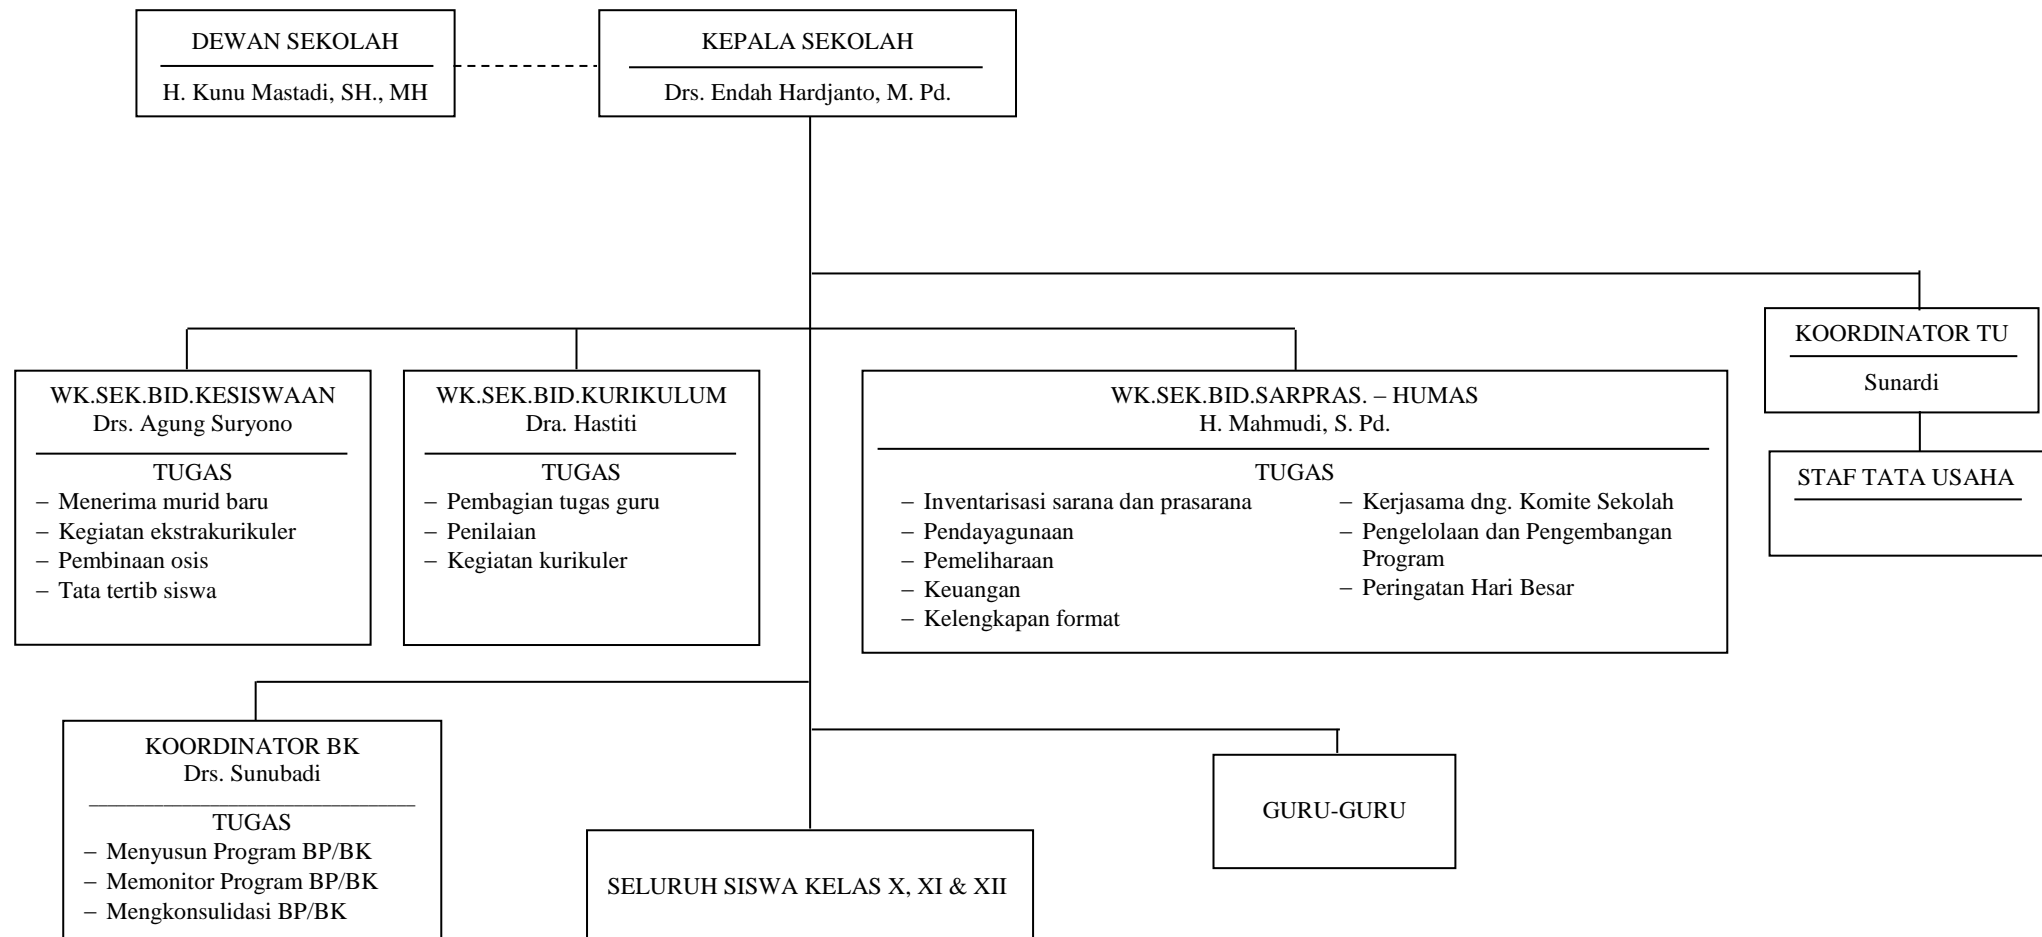 DEWAN SEKOLAH
H. Kunu Mastadi, SH., MH
KEPALA SEKOLAH
Drs. Endah Hardjanto, M. Pd.
KOORDINATOR TU
Sunardi
STAF TATA USAHA
WK.SEK.BID.KESISWAAN
Drs. Agung Suryono
TUGAS
– Menerima murid baru
– Kegiatan ekstrakurikuler
– Pembinaan osis
– Tata tertib siswa
WK.SEK.BID.KURIKULUM
Dra. Hastiti
TUGAS
– Pembagian tugas guru
– Penilaian
– Kegiatan kurikuler
WK.SEK.BID.SARPRAS. – HUMAS
H. Mahmudi, S. Pd.
TUGAS
– Inventarisasi sarana dan prasarana
– Pendayagunaan
– Pemeliharaan
– Keuangan
– Kelengkapan format
– Kerjasama dng. Komite Sekolah
– Pengelolaan dan Pengembangan
Program
– Peringatan Hari Besar
KOORDINATOR BK
Drs. Sunubadi
TUGAS
– Menyusun Program BP/BK
– Memonitor Program BP/BK
– Mengkonsulidasi BP/BK
SELURUH SISWA KELAS X, XI & XII
GURU-GURU